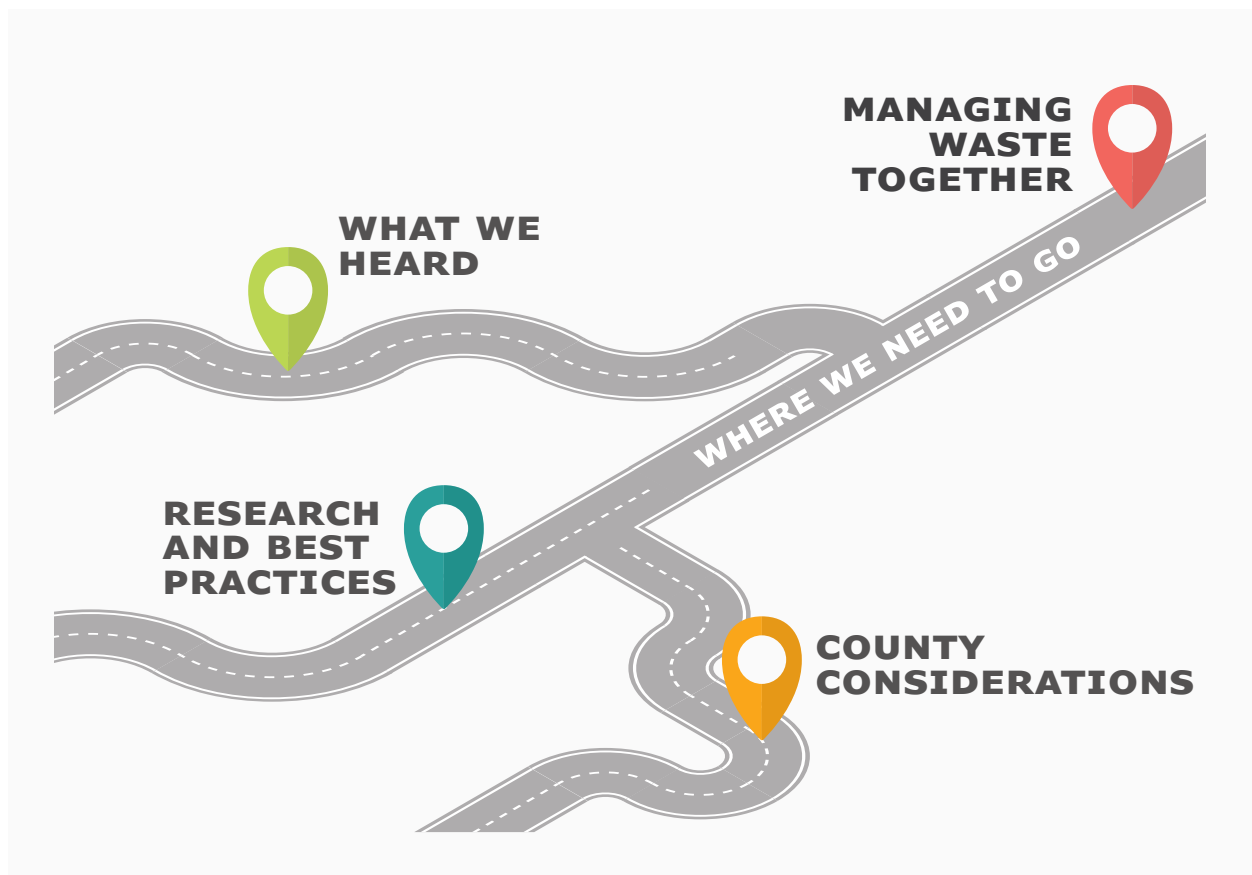 MANAGING
WASTE
TOGETHER
WHAT WE
HEARD
WHERE WE NEED TO GO
RESEARCH
AND BEST
PRACTICES
COUNTY
CONSIDERATIONS